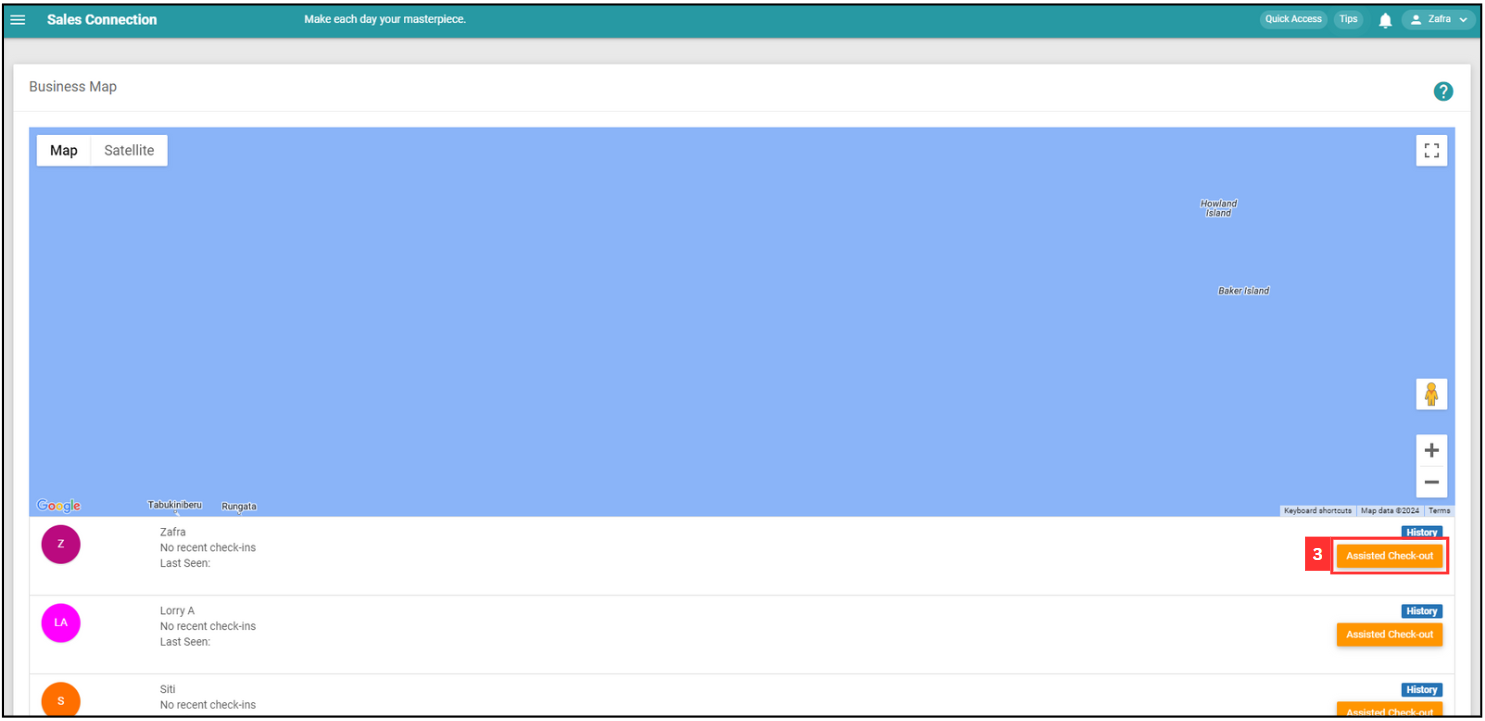 Sales Connection
Make each day your masterpiece.
Quick Access
Tips
Zafra
Business Map
?
Map
Satellite
Howland
Island
Baker Island
Google
Tabukiniberu
Rungata
Keyboard shortcuts
Map data ©2024
Terms
Z
Zafra
No recent check-ins
Last Seen:
History
3
Assisted Check-out
LA
Lorry A
No recent check-ins
Last Seen:
History
Assisted Check-out
S
Siti
No recent check-ins
History
Assisted Check-out